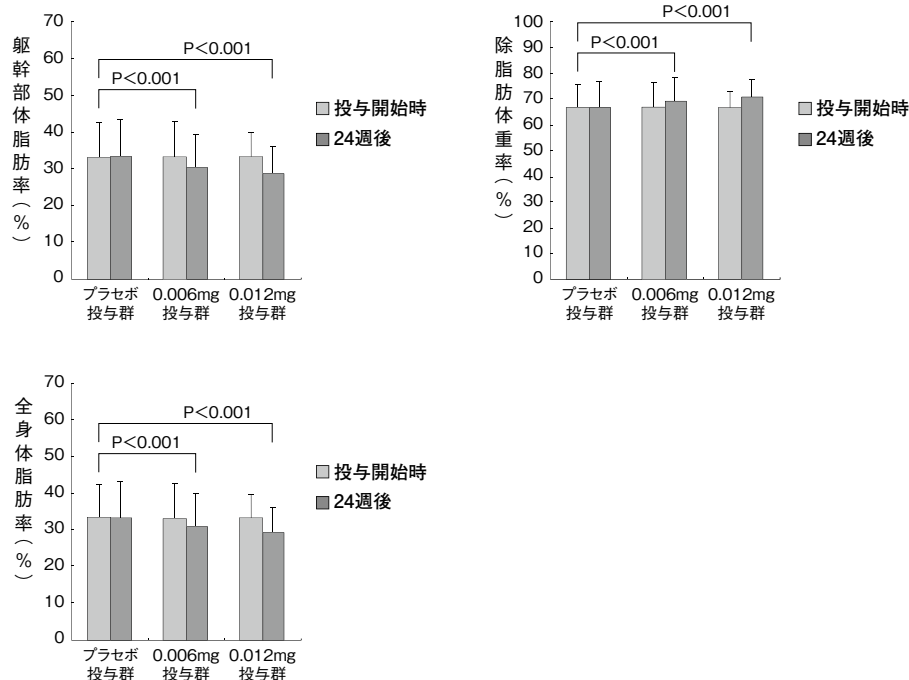 躯幹部体脂肪率(%)
70
60
50
40
30
20
10
0
P<0.001
P<0.001
プラセボ
投与群
0.006mg
投与群
0.012mg
投与群
投与開始時
24週後
除脂肪体重率(%)
100
90
80
70
60
50
40
30
20
10
0
P<0.001
P<0.001
プラセボ
投与群
0.006mg
投与群
0.012mg
投与群
投与開始時
24週後
全身体脂肪率(%)
70
60
50
40
30
20
10
0
P<0.001
P<0.001
プラセボ
投与群
0.006mg
投与群
0.012mg
投与群
投与開始時
24週後